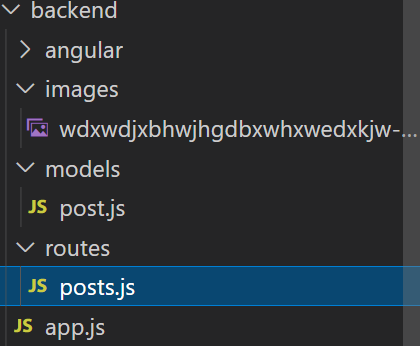 backend
angular
images
wdxwdjxbhwjhgdbxwhxwedxkjw-...
models
JS post.js
routes
JS posts.js
JS app.js